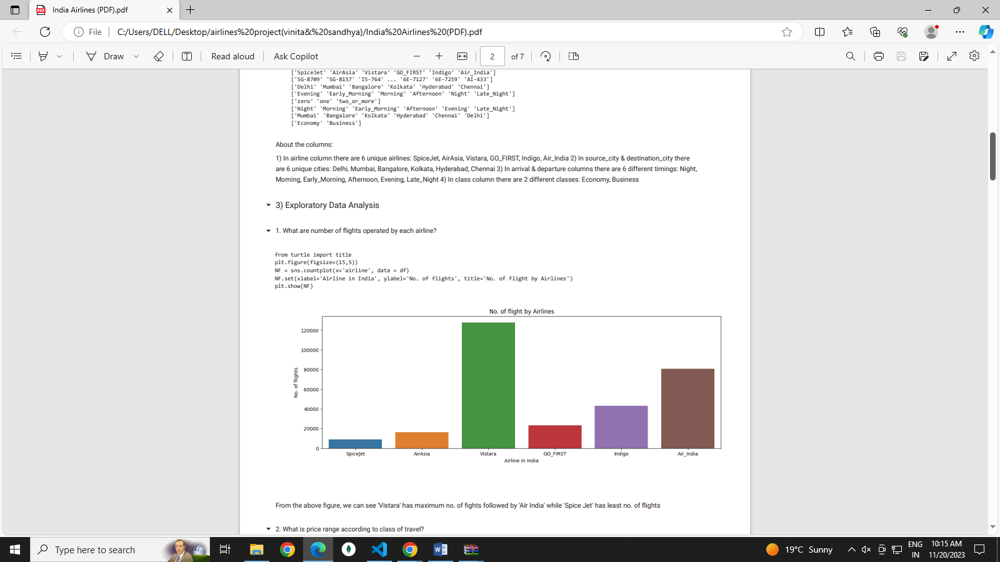 India Airlines (PDF).pdf
File
C:/Users/DELL/Desktop/airlines%20project(vinita&%20sandhya)/India%20Airlines%20(PDF).pdf
Draw
Read aloud
Ask Copilot
2
of 7
['SpiceJet' 'AirAsia' 'Vistara' 'GO_FIRST' 'Indigo' 'Air_India']
['SG-8709' 'SG-8157' 'I5-764' ... '6E-7127' '6E-7259' 'AI-433']
['Delhi' 'Mumbai' 'Bangalore' 'Kolkata' 'Hyderabad' 'Chennai']
['Evening' 'Early_Morning' 'Morning' 'Afternoon' 'Night' 'Late_Night']
['zero' 'one' 'two_or_more']
['Night' 'Morning' 'Early_Morning' 'Afternoon' 'Evening' 'Late_Night']
['Mumbai' 'Bangalore' 'Kolkata' 'Hyderabad' 'Chennai' 'Delhi']
['Economy' 'Business']
About the columns:
1) In airline column there are 6 unique airlines: SpiceJet, AirAsia, Vistara, GO_FIRST, Indigo, Air_India 2) In source_city & destination_city there
are 6 unique cities: Delhi, Mumbai, Bangalore, Kolkata, Hyderabad, Chennai 3) In arrival & departure columns there are 6 different timings: Night,
Morning, Early_Morning, Afternoon, Evening, Late_Night 4) In class column there are 2 different classes: Economy, Business
3) Exploratory Data Analysis
1. What are number of flights operated by each airline?
from turtle import title
plt.figure(figsize=(15,5))
NF = sns.countplot(x='airline', data = df)
NF.set(xlabel='Airline in India', ylabel='No. of flights', title='No. of flight by Airlines')
plt.show(NF)
No. of flight by Airlines
120000
100000
80000
60000
40000
20000
0
No. of flights
SpiceJet
AirAsia
Vistara
GO_FIRST
Indigo
Air_India
Airline in India
From the above figure, we can see 'Vistara' has maximum no. of fights followed by 'Air India' while 'Spice Jet' has least no. of flights
2. What is price range according to class of travel?
Type here to search
19°C Sunny
ENG
IN
10:15 AM
11/20/2023